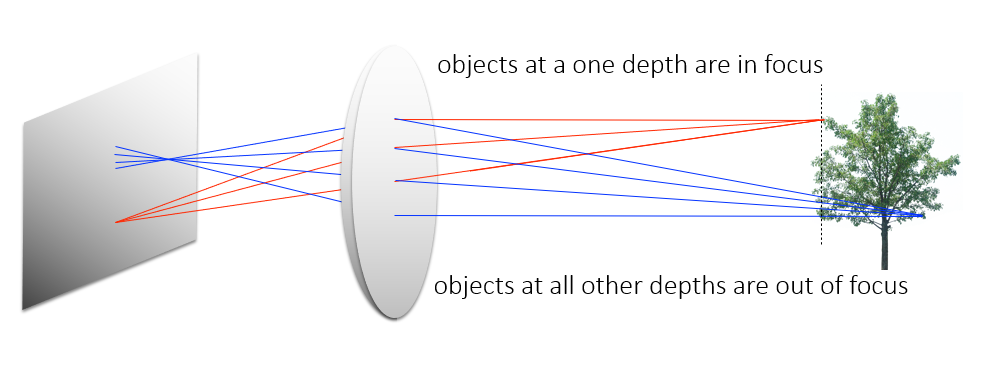 objects at a one depth are in focus
objects at all other depths are out of focus